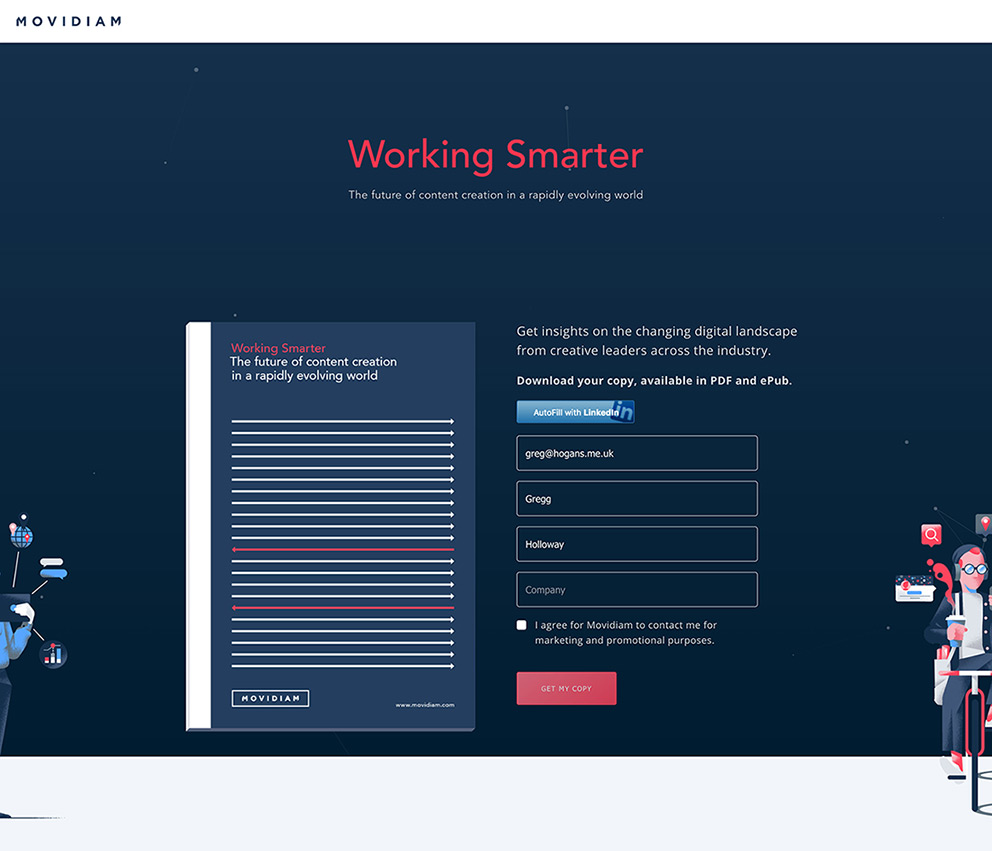 MOVIDIAM
Working Smarter
The future of content creation in a rapidly evolving world
Working Smarter
The future of content creation
in a rapidly evolving world
MOVIDIAM
www.movidiam.com
Get insights on the changing digital landscape
from creative leaders across the industry.
Download your copy, available in PDF and ePub.
AutoFill with LinkedIn
in
greg@hogans.me.uk
Gregg
Holloway
Company
I agree for Movidiam to contact me for
marketing and promotional purposes.
GET MY COPY